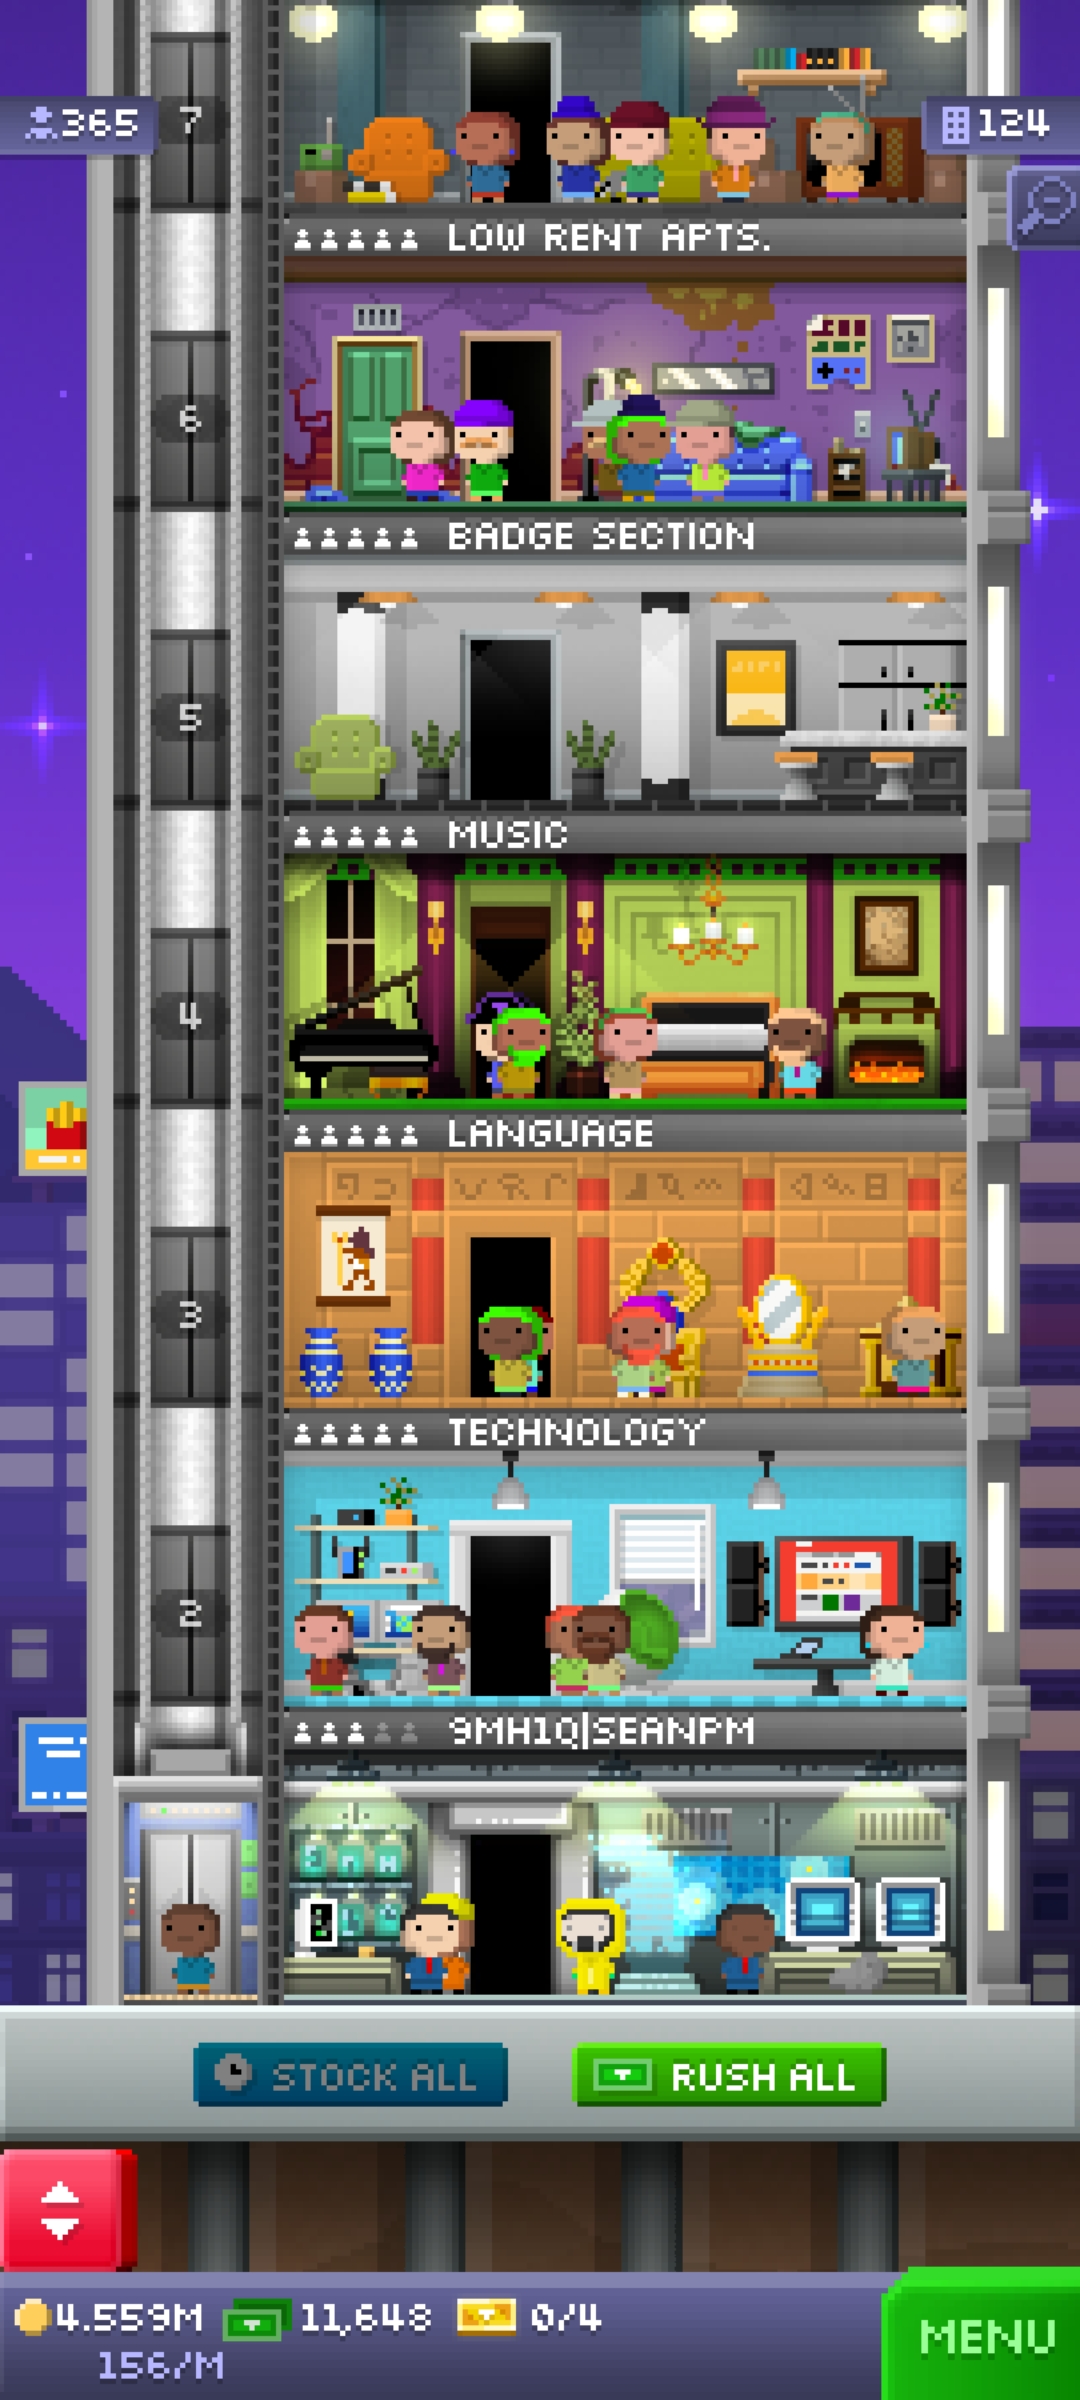 365
7
124
LOW RENT APTS.
6
BADGE SECTION
5
MUSIC
4
LANGUAGE
3
TECHNOLOGY
2
9MH1Q|SEANPM
STOCK ALL
RUSH ALL
4.559M
11,648
0/4
156/M
MENU